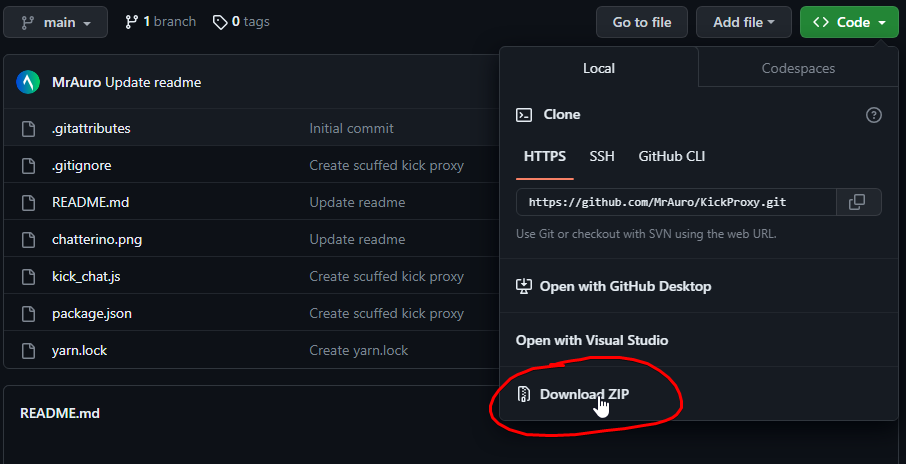 main 1 branch 0 tags Go to file Add file <> Code
Local Codespaces
MrAuro Update readme
Clone
.gitattributes Initial commit
HTTPS SSH GitHub CLI
.gitignore Create scuffed kick proxy
README.md Update readme
https://github.com/MrAuro/KickProxy.git
Use Git or checkout with SVN using the web URL.
chatterino.png Update readme
kick_chat.js Create scuffed kick proxy
Open with GitHub Desktop
package.json Create scuffed kick proxy
Open with Visual Studio
yarn.lock Create yarn.lock
Download ZIP
README.md